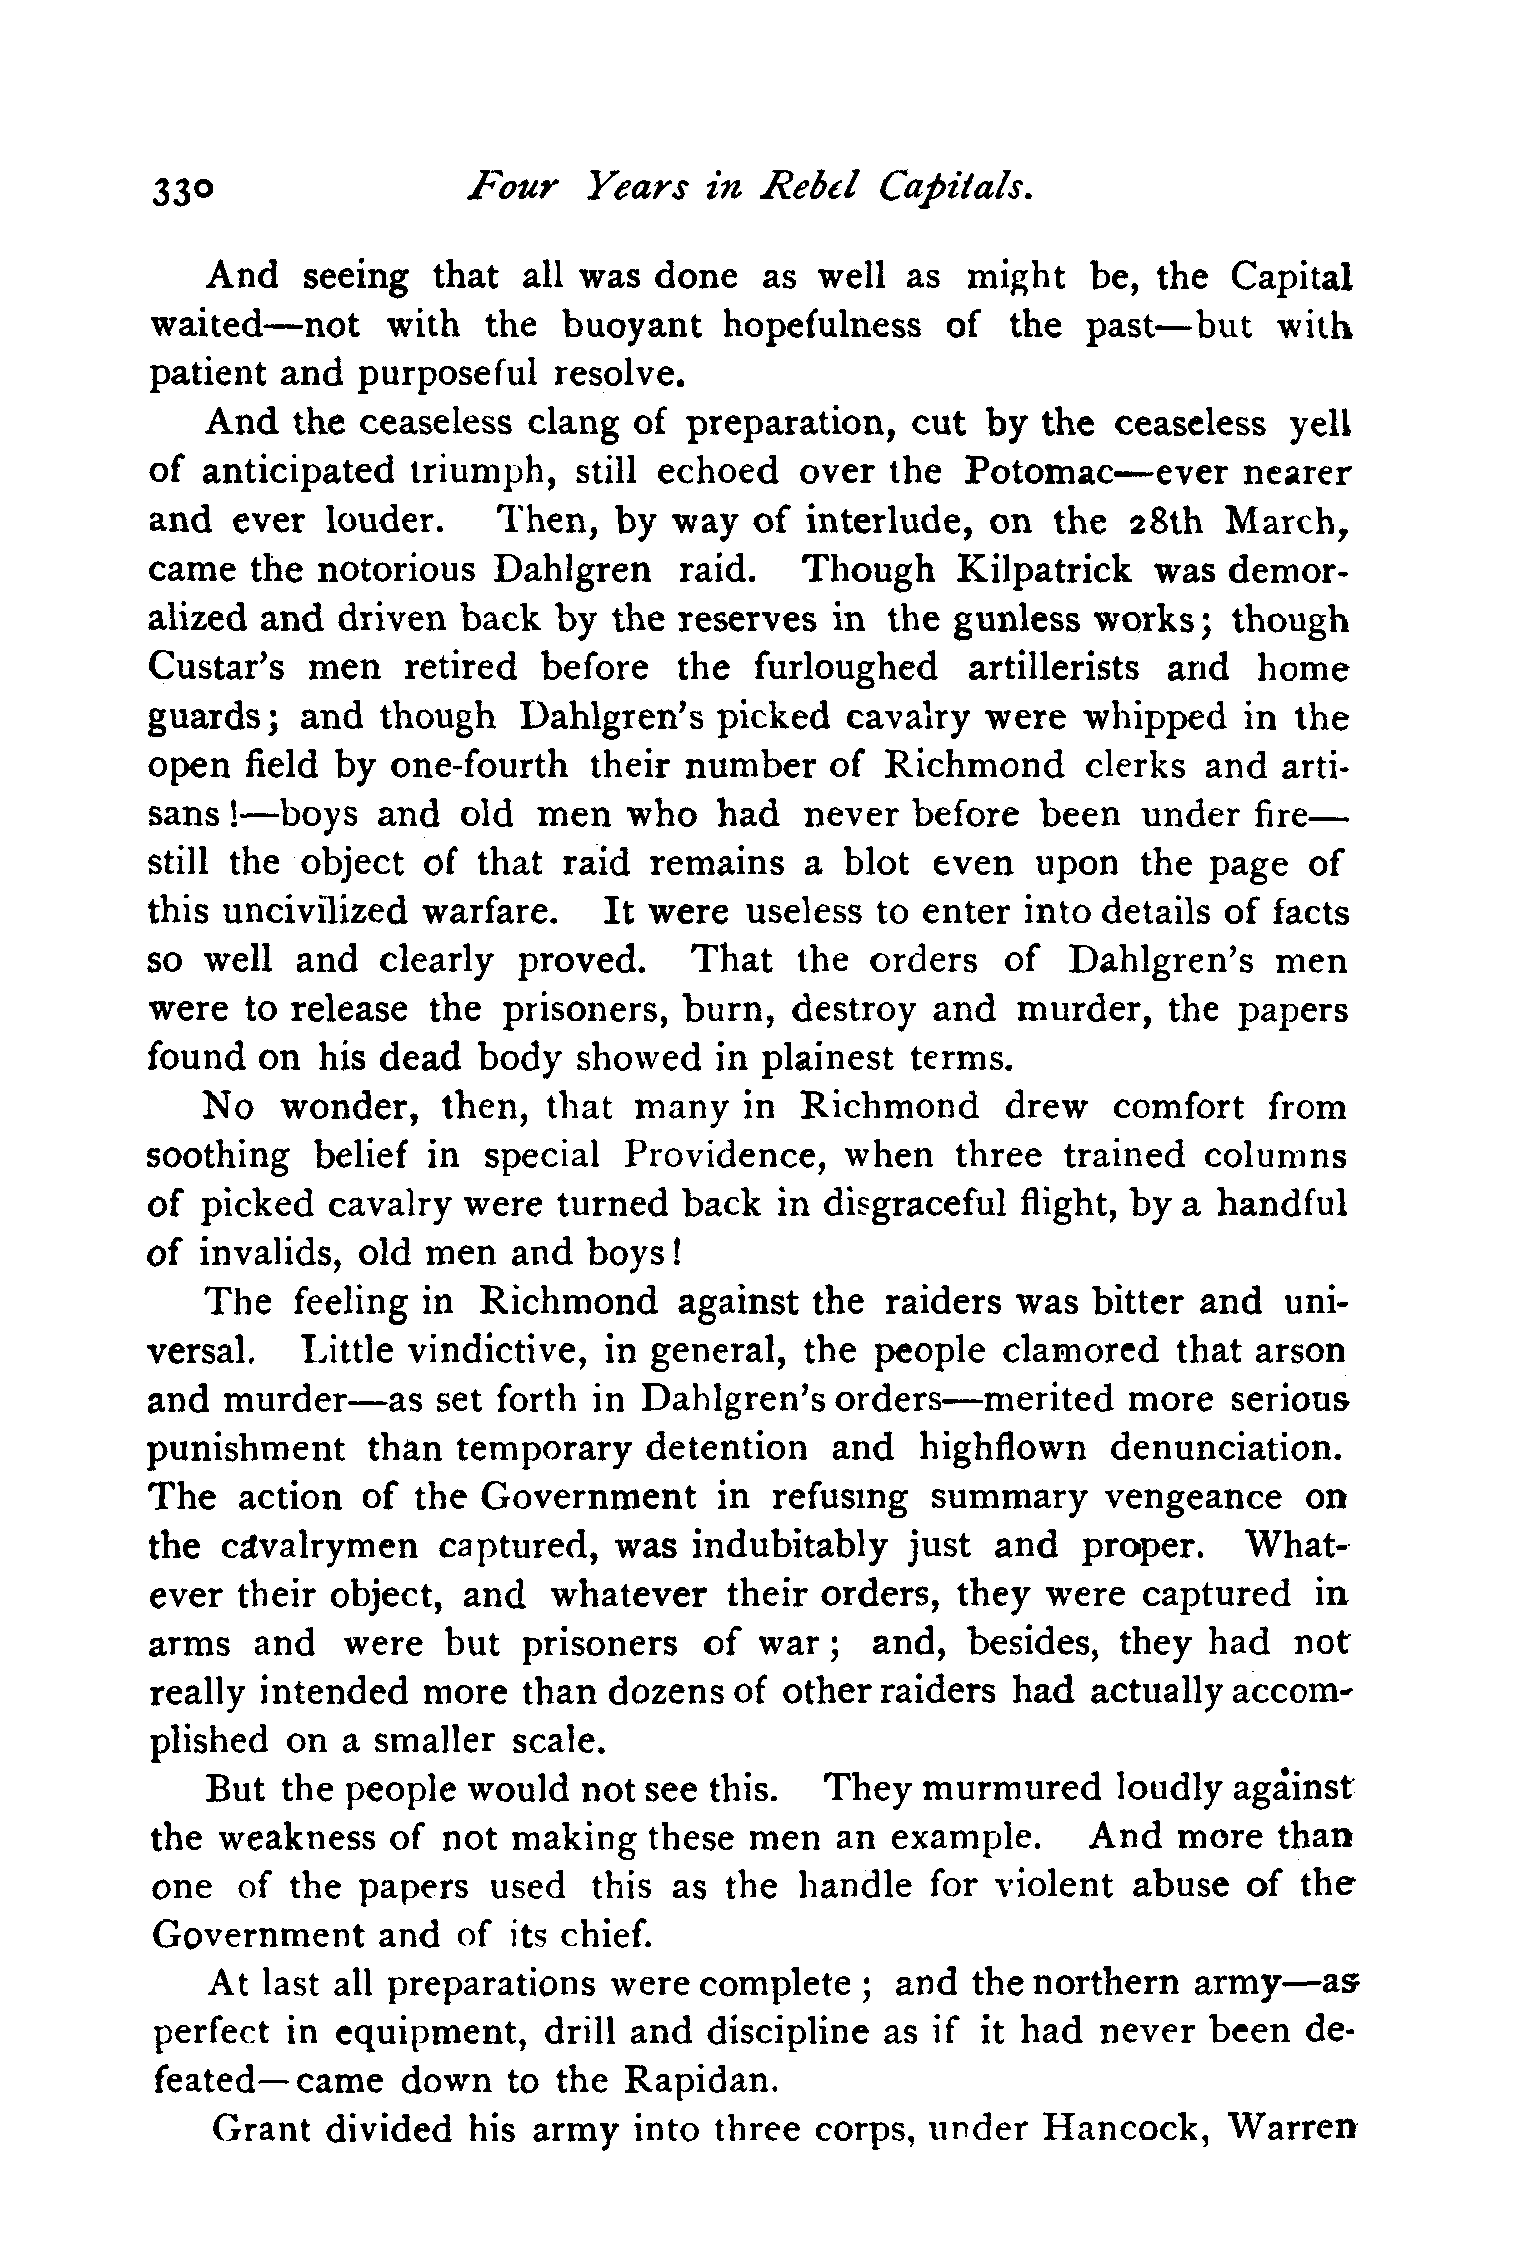 330 Four Years in Rebel Capitals.
And seeing that all was done as well as might be, the Capital
waited—not with the buoyant hopefulness of the past—but with
patient and purposeful resolve.
And the ceaseless clang of preparation, cut by the ceaseless yell
of anticipated triumph, still echoed over the Potomac—ever nearer
and ever louder. Then, by way of interlude, on the 28th March,
came the notorious Dahlgren raid. Though Kilpatrick was demor-
alized and driven back by the reserves in the gunless works; though
Custar's men retired before the furloughed artillerists and home
guards; and though Dahlgren's picked cavalry were whipped in the
open field by one-fourth their number of Richmond clerks and arti-
sans!—boys and old men who had never before been under fire—
still the object of that raid remains a blot even upon the page of
this uncivilized warfare. It were useless to enter into details of facts
so well and clearly proved. That the orders of Dahlgren's men
were to release the prisoners, burn, destroy and murder, the papers
found on his dead body showed in plainest terms.
No wonder, then, that many in Richmond drew comfort from
soothing belief in special Providence, when three trained columns
of picked cavalry were turned back in disgraceful flight, by a handful
of invalids, old men and boys!
The feeling in Richmond against the raiders was bitter and uni-
versal. Little vindictive, in general, the people clamored that arson
and murder—as set forth in Dahlgren's orders—merited more serious
punishment than temporary detention and highflown denunciation.
The action of the Government in refusing summary vengeance on
the cavalrymen captured, was indubitably just and proper. What-
ever their object, and whatever their orders, they were captured in
arms and were but prisoners of war; and, besides, they had not
really intended more than dozens of other raiders had actually accom-
plished on a smaller scale.
But the people would not see this. They murmured loudly against
the weakness of not making these men an example. And more than
one of the papers used this as the handle for violent abuse of the
Government and of its chief.
At last all preparations were complete; and the northern army—as
perfect in equipment, drill and discipline as if it had never been de-
feated—came down to the Rapidan.
Grant divided his army into three corps, under Hancock, Warren